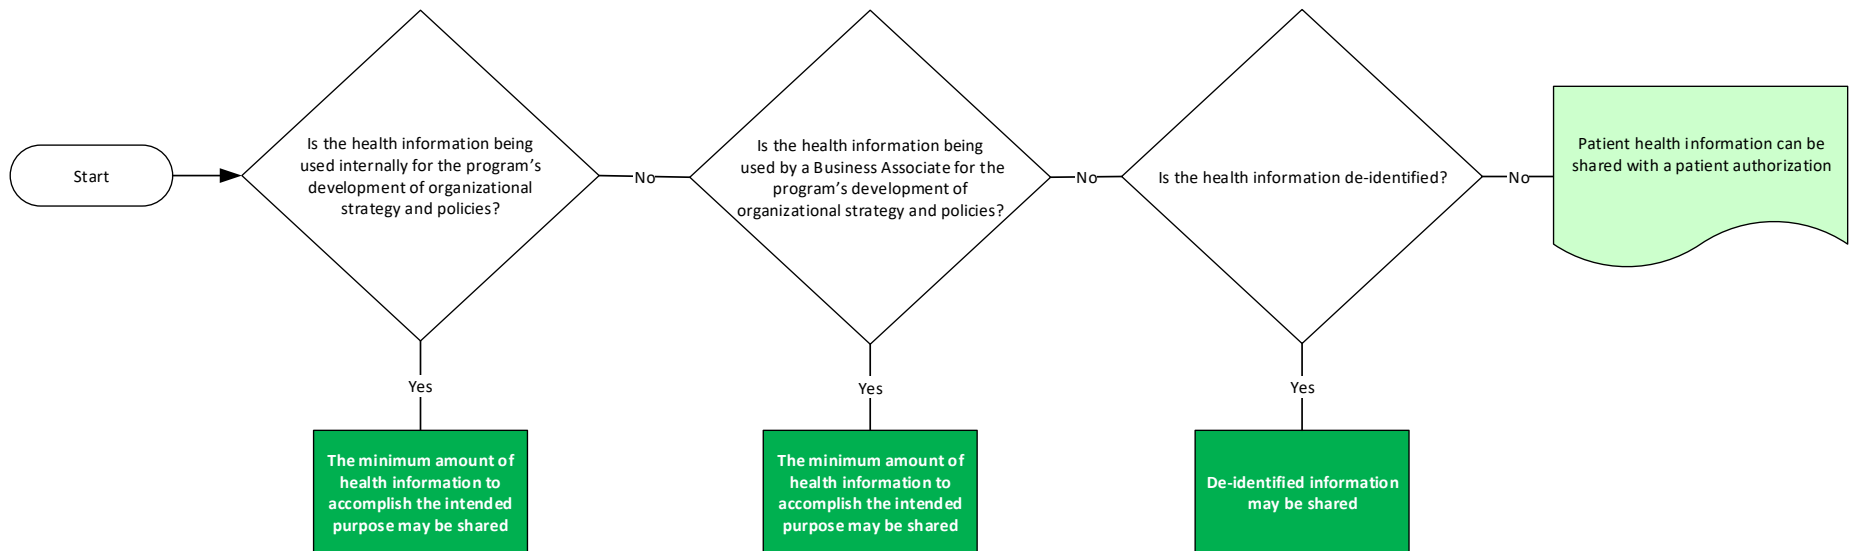 Start
Is the health information being
used internally for the program's
development of organizational
strategy and policies?
No
Is the health information being
used by a Business Associate for the
program's development of
organizational strategy and policies?
No
Is the health information de-identified?
No
Patient health information can be
shared with a patient authorization
Yes
Yes
Yes
The minimum amount of
health information to
accomplish the intended
purpose may be shared
The minimum amount of
health information to
accomplish the intended
purpose may be shared
De-identified information
may be shared